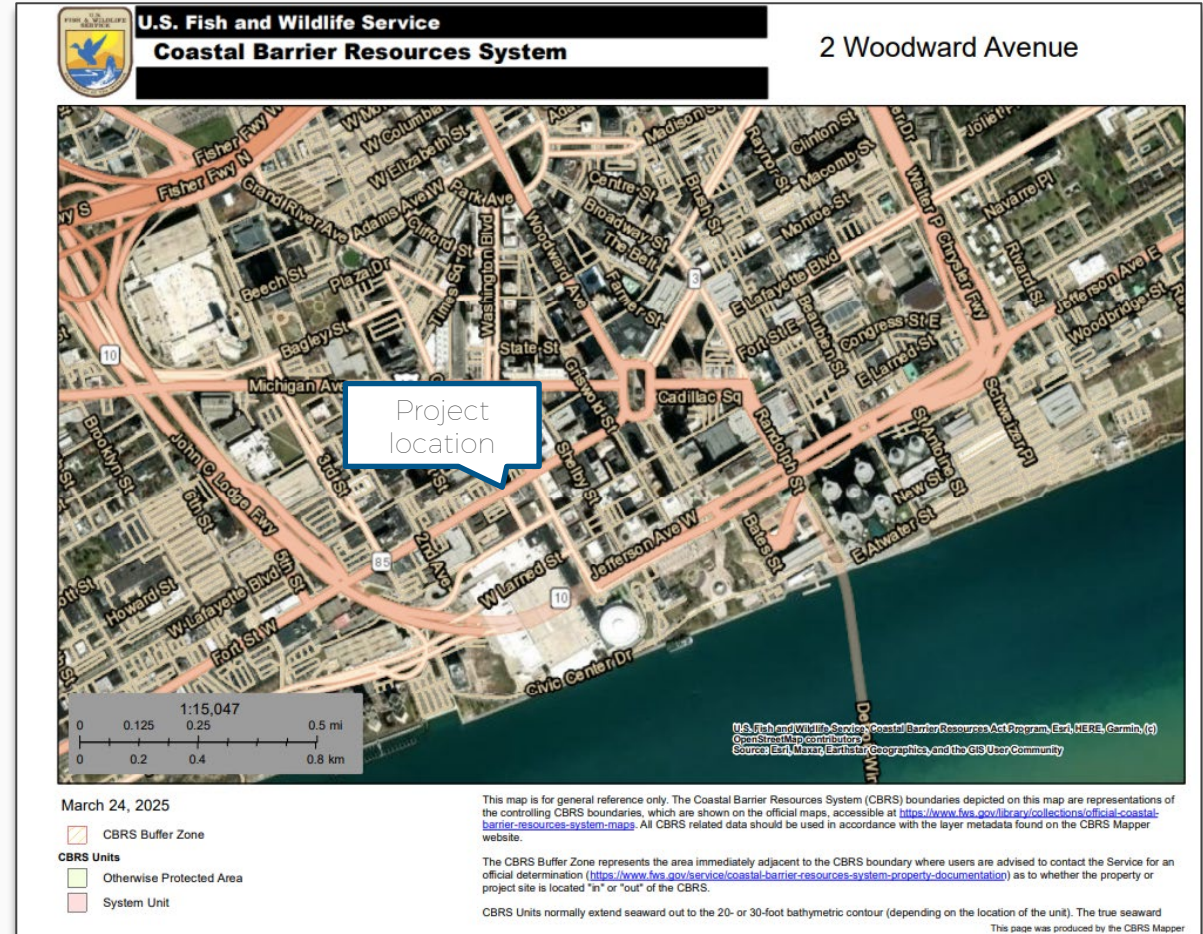 U.S.
FISH & WILDLIFE
SERVICE
U.S. Fish and Wildlife Service
Coastal Barrier Resources System
2 Woodward Avenue
Fisher Fwy W
W Columbia
W Elizabeth St
Madison St
Clinton St
Macomb St
Joliet Pl
Fisher Fwy N
Grand River Ave
Adams Ave W
Park Ave
Clifford St
Centre St
Broadway St
The Belt
Brush St
Raynor St
Monroe St
Walter P Chrysler Fwy
Navarre Pl
Rivard St
Jefferson Ave E
Woodbridge St
Beech St
Plaza Dr
Times Sq
Washington Blvd
Woodward Ave
Farmer St
3
E Lafayette Blvd
Beaubien St
Congress St E
Fort St E
E Larned St
Bagley St
State St
Griswold St
10
Michigan Ave
Cadillac Sq
Project
location
Brooklyn St
John C Lodge Fwy
6th St
3rd St
Shelby St
Randolph St
Schweizer Pl
St Antoine St
New St
E Atwater St
Bates St
2nd Ave
Jefferson Ave W
5th St
85
W Larned St
10
Howard St
W Lafayette Blvd
Fort St W
Civic Center Dr
1:15,047
0 0.125 0.25 0.5 mi
0 0.2 0.4 0.8 km
U.S. Fish and Wildlife Service, Coastal Barrier Resources Act Program, Esri, HERE, Garmin, (c)
OpenStreetMap contributors
Source: Esri, Maxar, Earthstar Geographics, and the GIS User Community
March 24, 2025
CBRS Buffer Zone
CBRS Units
Otherwise Protected Area
System Unit
This map is for general reference only. The Coastal Barrier Resources System (CBRS) boundaries depicted on this map are representations of
the controlling CBRS boundaries, which are shown on the official maps, accessible at https://www.fws.gov/library/collections/official-coastal-
barrier-resources-system-maps. All CBRS related data should be used in accordance with the layer metadata found on the CBRS Mapper
website.
The CBRS Buffer Zone represents the area immediately adjacent to the CBRS boundary where users are advised to contact the Service for an
official determination (https://www.fws.gov/service/coastal-barrier-resources-system-property-documentation) as to whether the property or
project site is located "in" or "out" of the CBRS.
CBRS Units normally extend seaward out to the 20- or 30-foot bathymetric contour (depending on the location of the unit). The true seaward
This page was produced by the CBRS Mapper